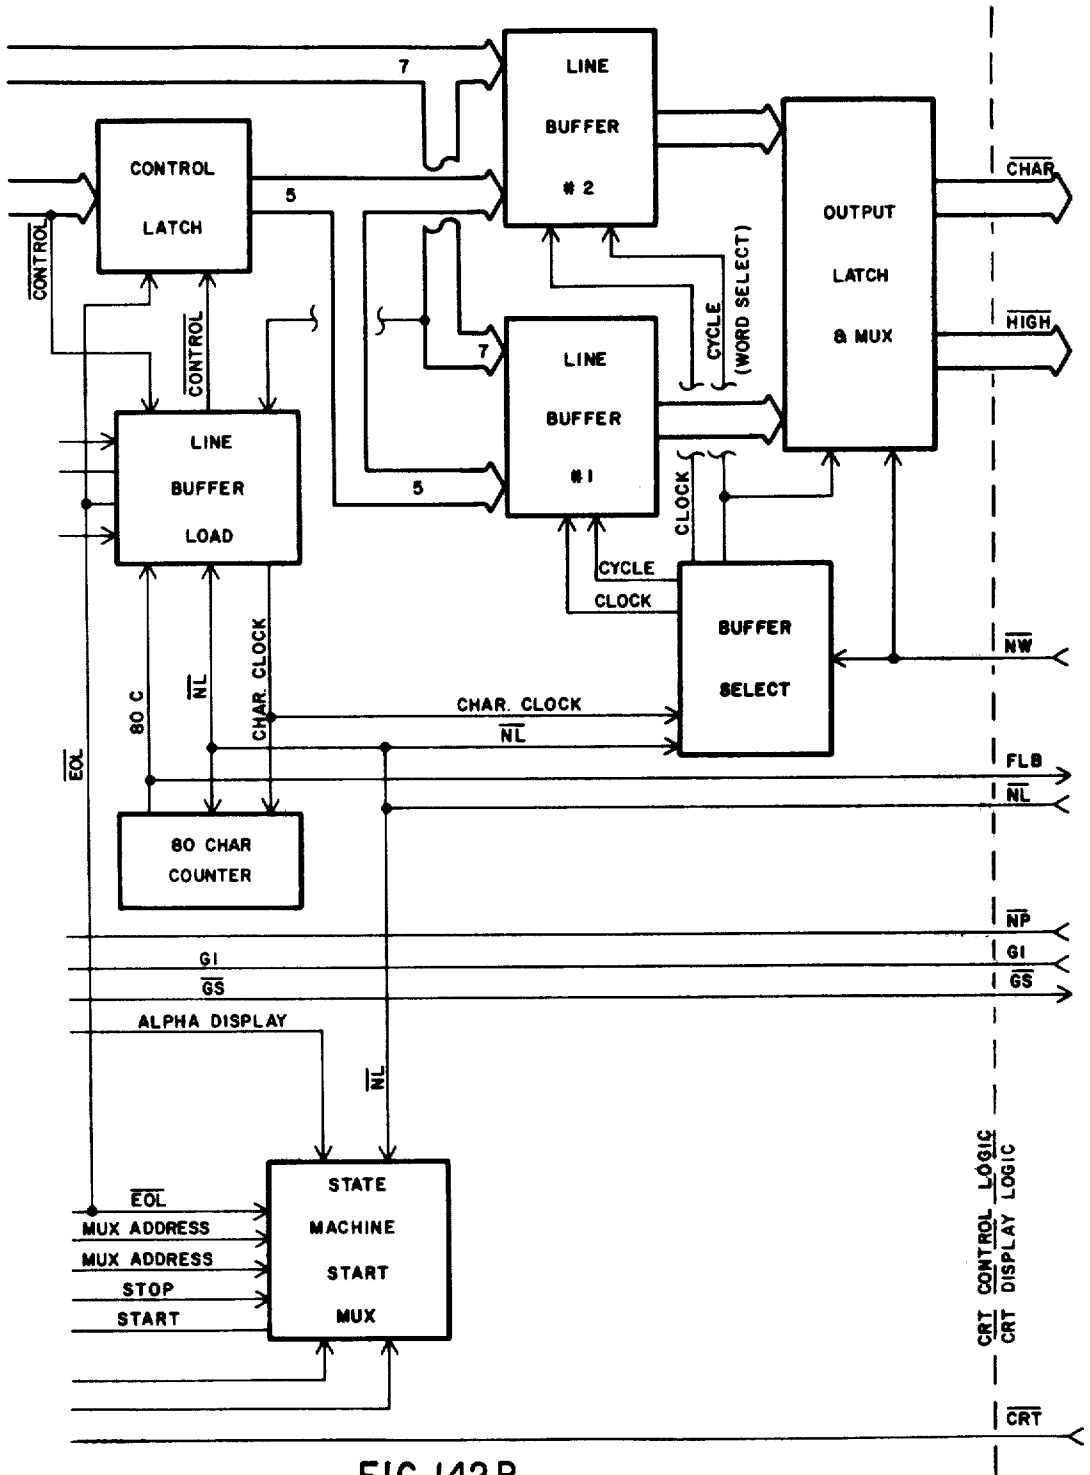 7
LINE
BUFFER
#2
CONTROL
LATCH
5
CHAR
OUTPUT
LATCH
& MUX
HIGH
CONTROL
CONTROL
CYCLE
(WORD SELECT)
7
LINE
BUFFER
#1
5
LINE
BUFFER
LOAD
CLOCK
CYCLE
CLOCK
BUFFER
SELECT
NW
80 C
NL
CHAR. CLOCK
CHAR. CLOCK
NL
EOL
FLB
NL
80 CHAR
COUNTER
NP
GI
GI
GS
GS
ALPHA DISPLAY
NL
STATE
MACHINE
START
MUX
EOL
MUX ADDRESS
MUX ADDRESS
STOP
START
CRT CONTROL LOGIC
CRT DISPLAY LOGIC
CRT
FIG. 142B